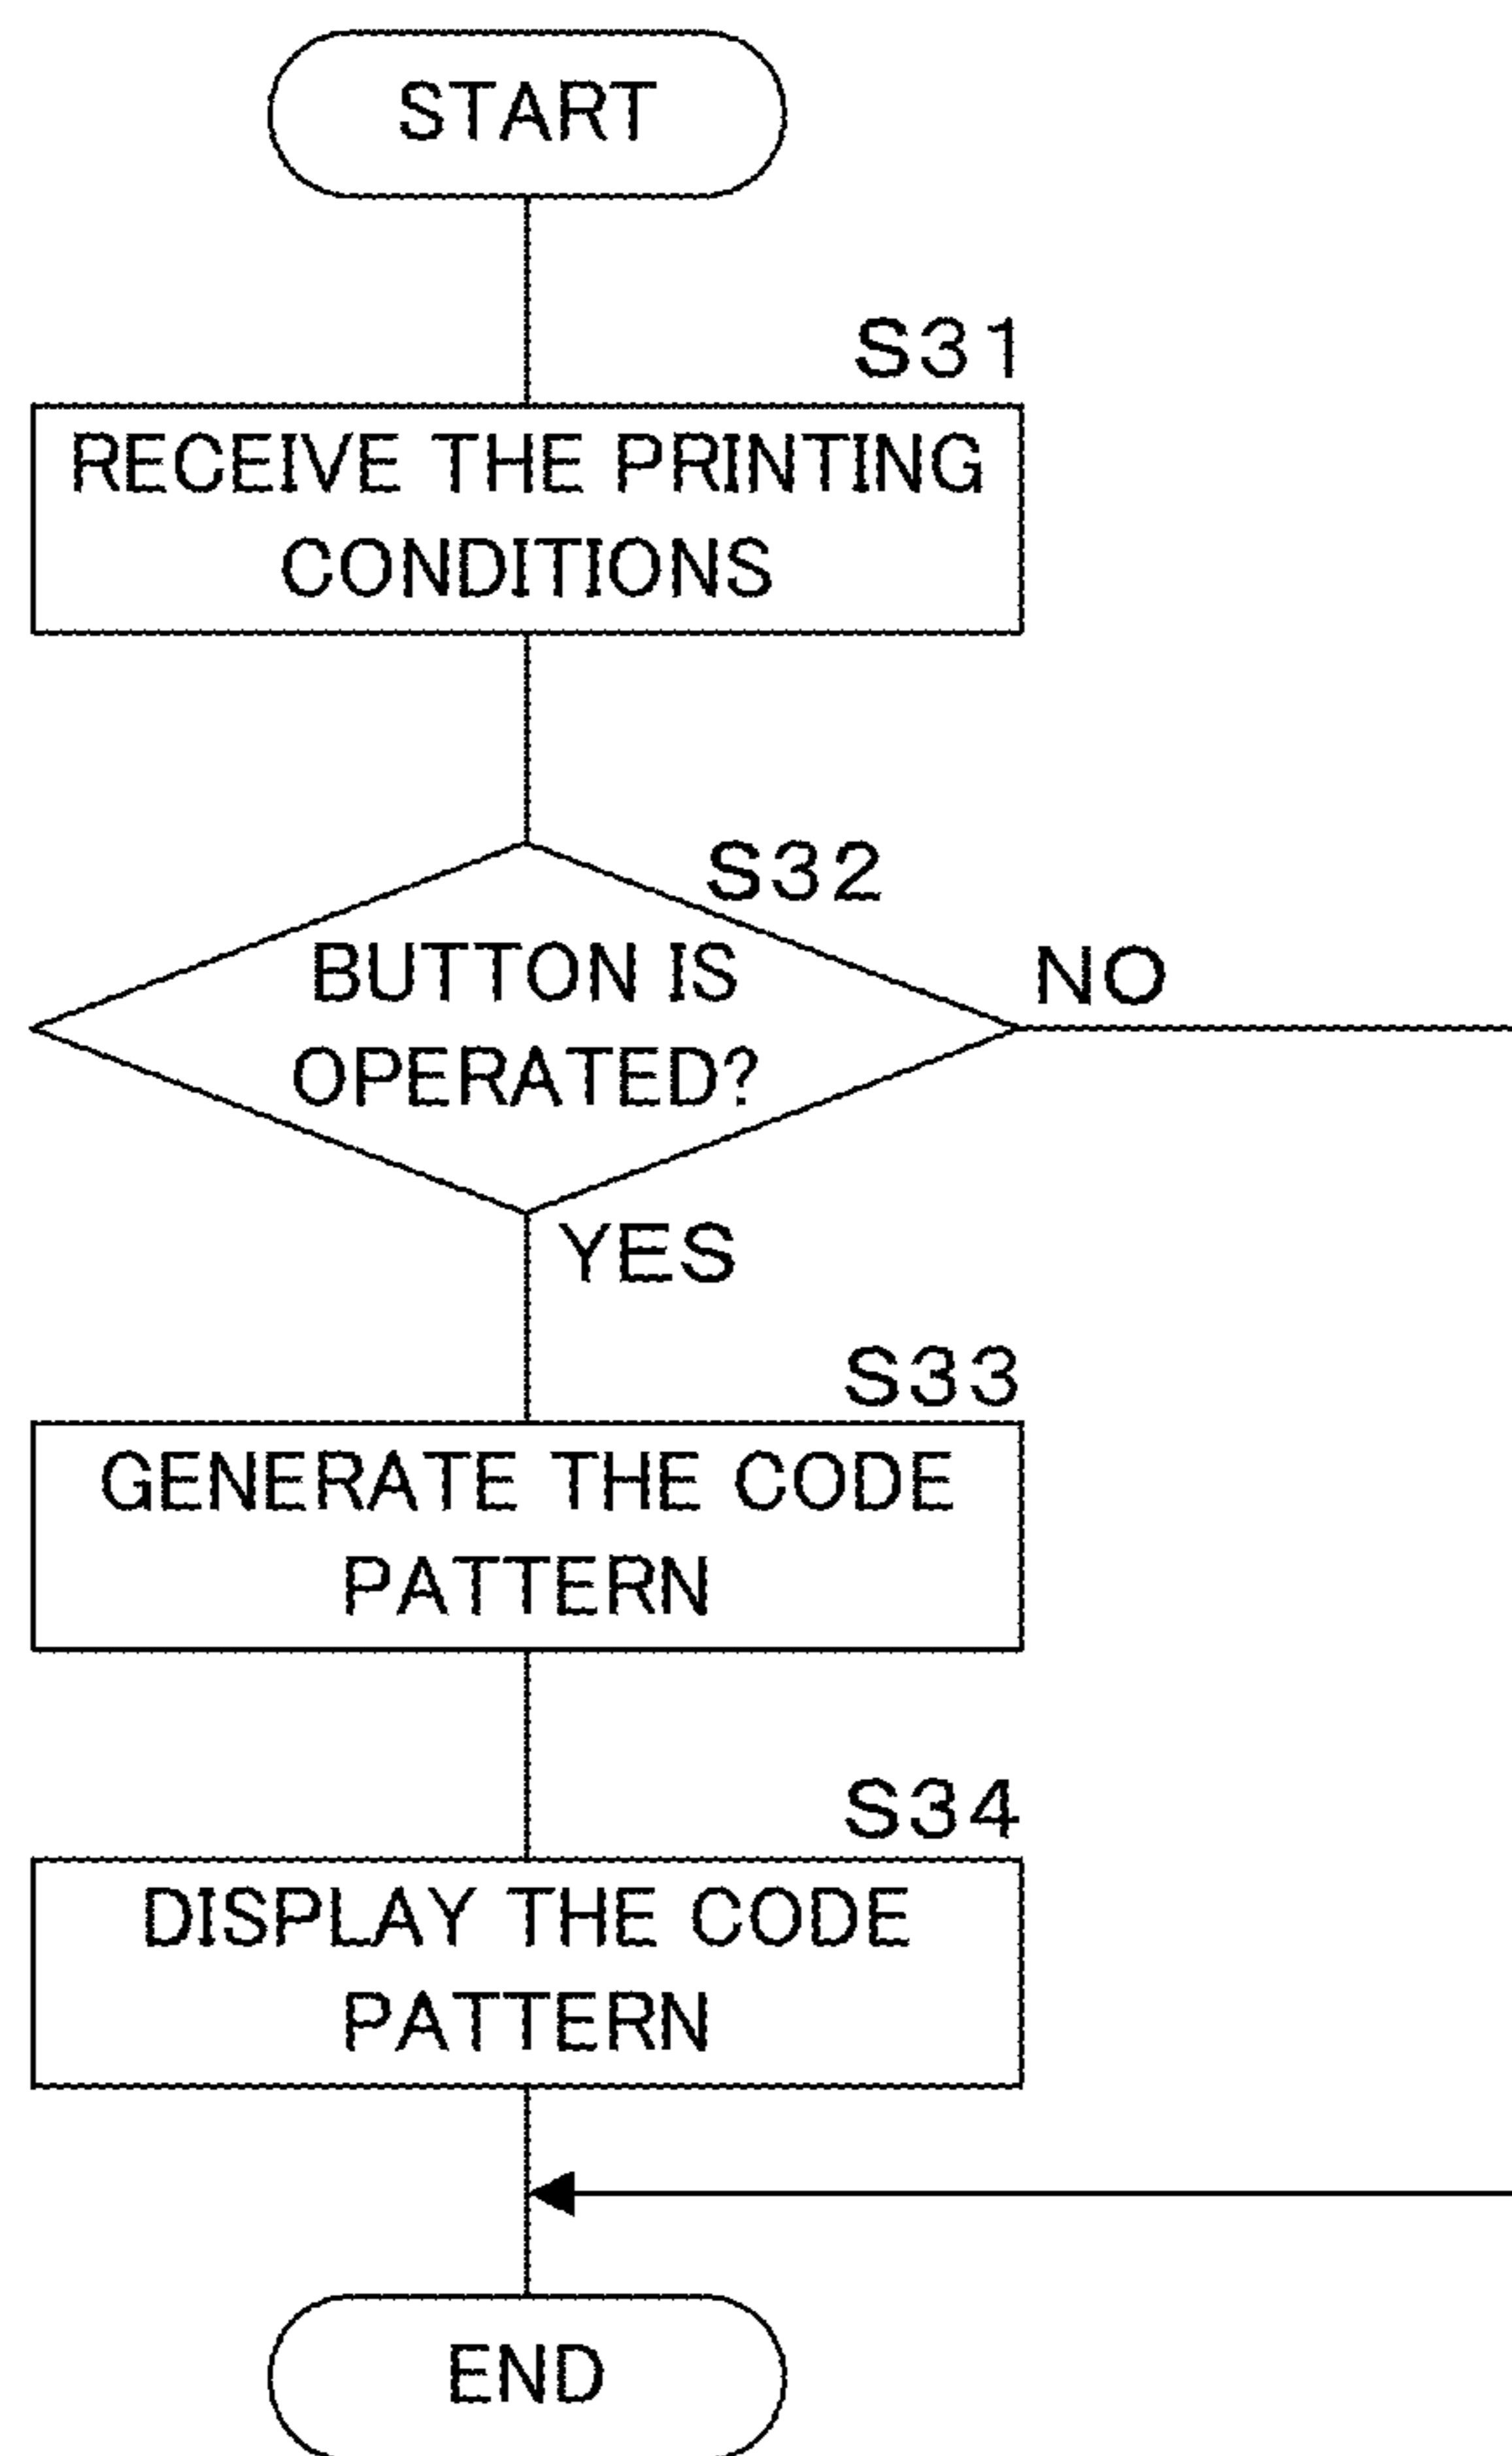 START
S31
RECEIVE THE PRINTING
CONDITIONS
S32
BUTTON IS
OPERATED?
NO
YES
S33
GENERATE THE CODE
PATTERN
S34
DISPLAY THE CODE
PATTERN
END